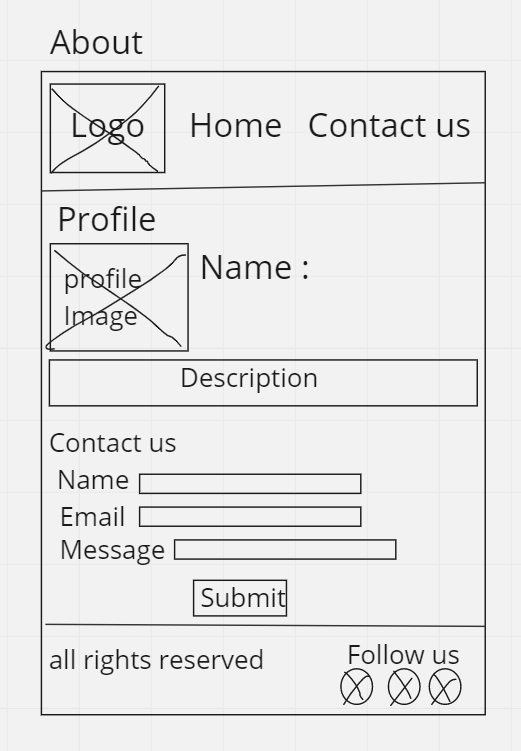 About
Logo Home Contact us
Profile
profile
Image
Name :
Description
Contact us
Name
Email
Message
Submit
all rights reserved
Follow us